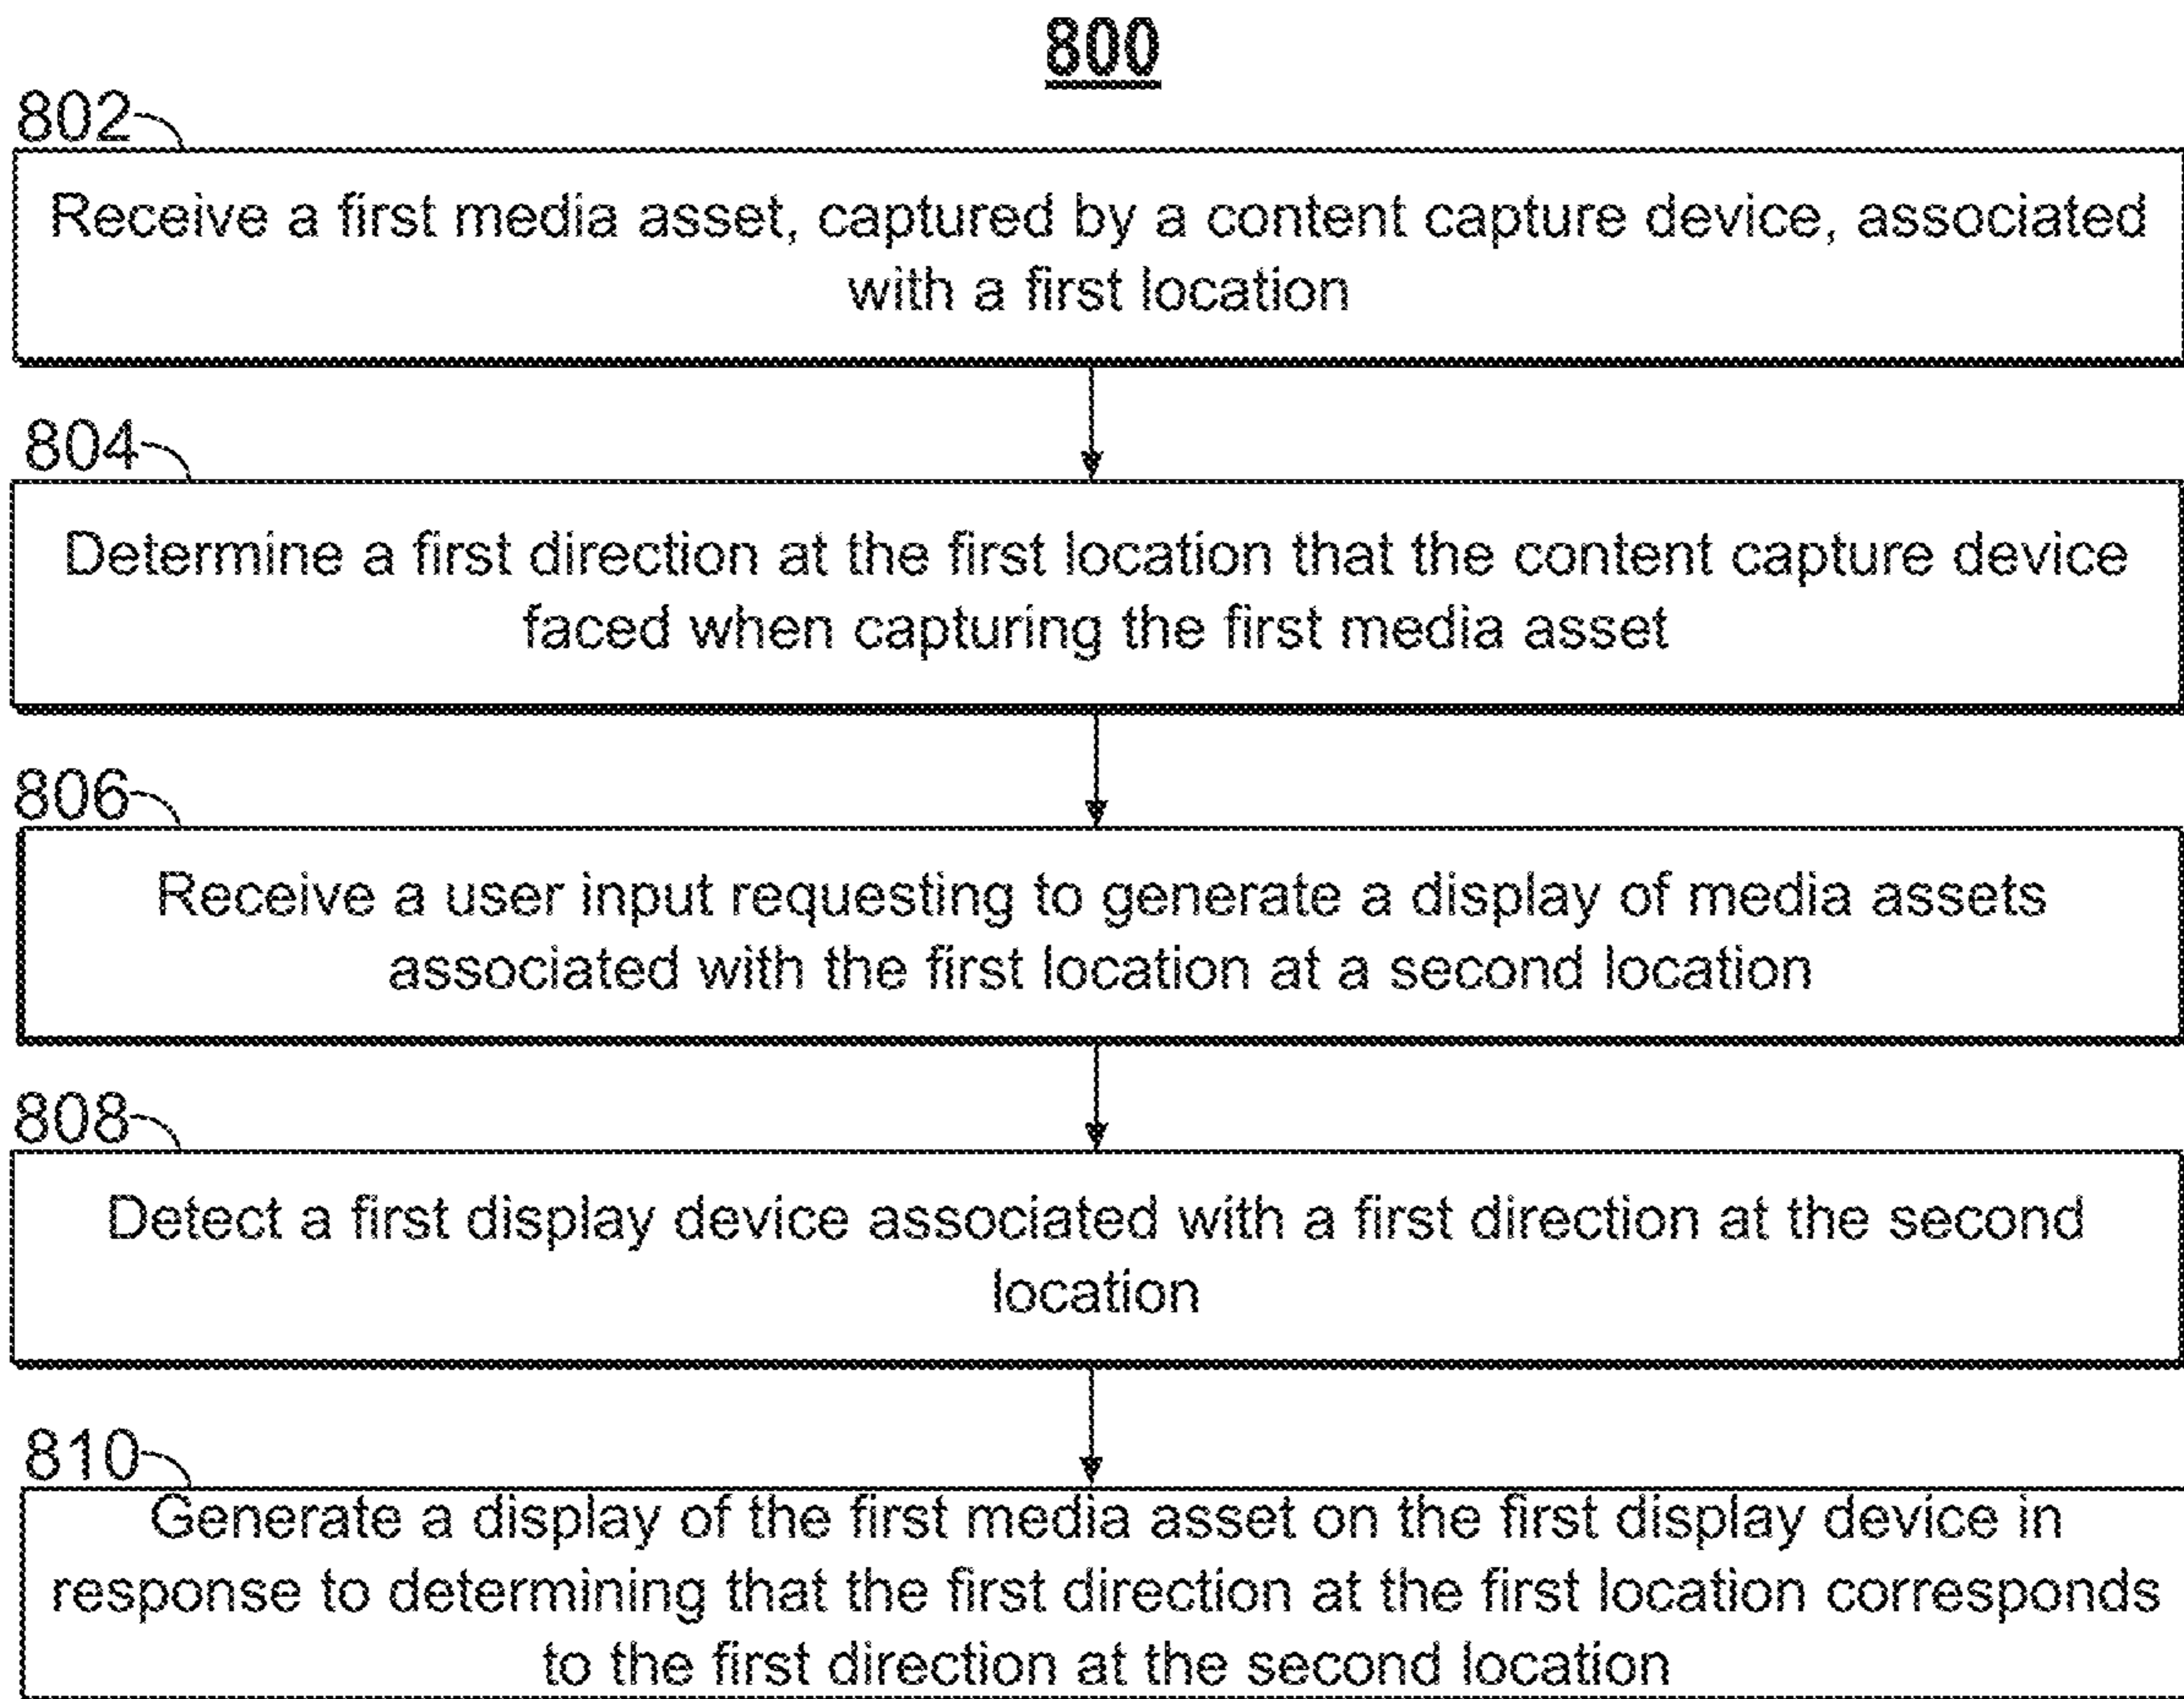 800
802
Receive a first media asset, captured by a content capture device, associated
with a first location
804
Determine a first direction at the first location that the content capture device
faced when capturing the first media asset
806
Receive a user input requesting to generate a display of media assets
associated with the first location at a second location
808
Detect a first display device associated with a first direction at the second
location
810
Generate a display of the first media asset on the first display device in
response to determining that the first direction at the first location corresponds
to the first direction at the second location